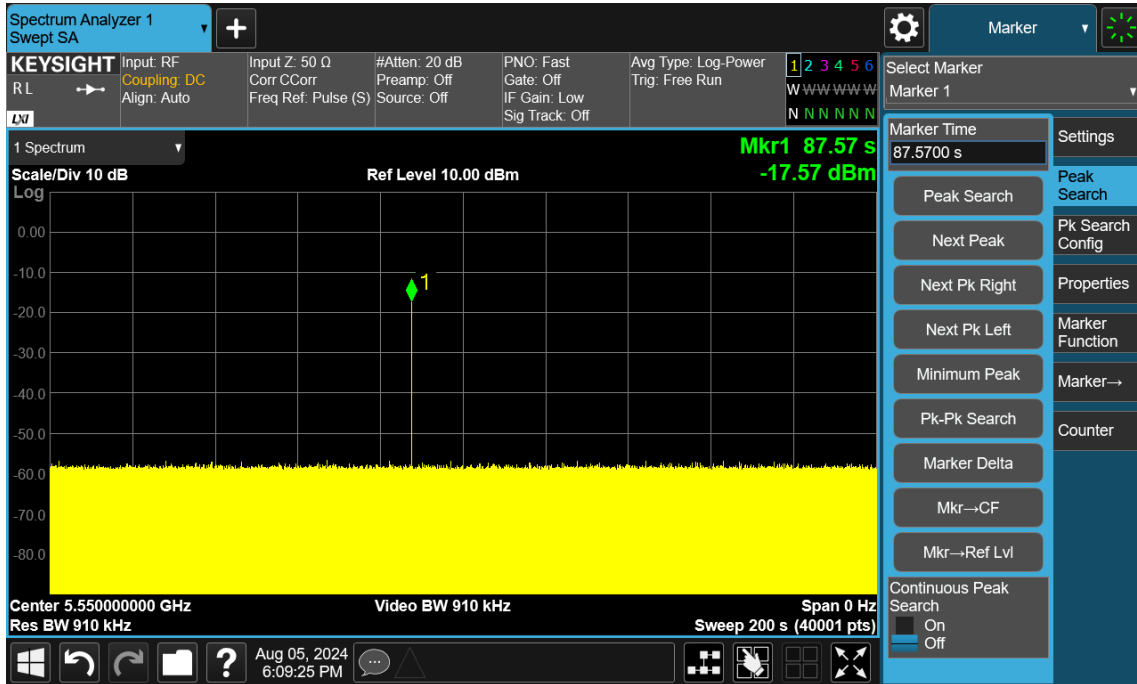 Spectrum Analyzer 1
Swept SA
+
Marker
KEYSIGHT
R L
LXI
Input: RF
Coupling: DC
Align: Auto
Input Z: 50 Ω
Corr CCorr
Freq Ref: Pulse (S)
#Atten: 20 dB
Preamp: Off
Source: Off
PNO: Fast
Gate: Off
IF Gain: Low
Sig Track: Off
Avg Type: Log-Power
Trig: Free Run
1 2 3 4 5 6
W W W W W W
N N N N N N
Select Marker
Marker 1
1 Spectrum
Mkr1 87.57 s
-17.57 dBm
Scale/Div 10 dB
Ref Level 10.00 dBm
Log
0.00
-10.0
-20.0
-30.0
-40.0
-50.0
-60.0
-70.0
-80.0
1
Center 5.550000000 GHz
Video BW 910 kHz
Span 0 Hz
Res BW 910 kHz
Sweep 200 s (40001 pts)
Marker Time
87.5700 s
Peak Search
Next Peak
Next Pk Right
Next Pk Left
Minimum Peak
Pk-Pk Search
Marker Delta
Mkr→CF
Mkr→Ref Lvl
Continuous Peak
Search
On
Off
Settings
Peak
Search
Pk Search
Config
Properties
Marker
Function
Marker→
Counter
?
Aug 05, 2024
6:09:25 PM